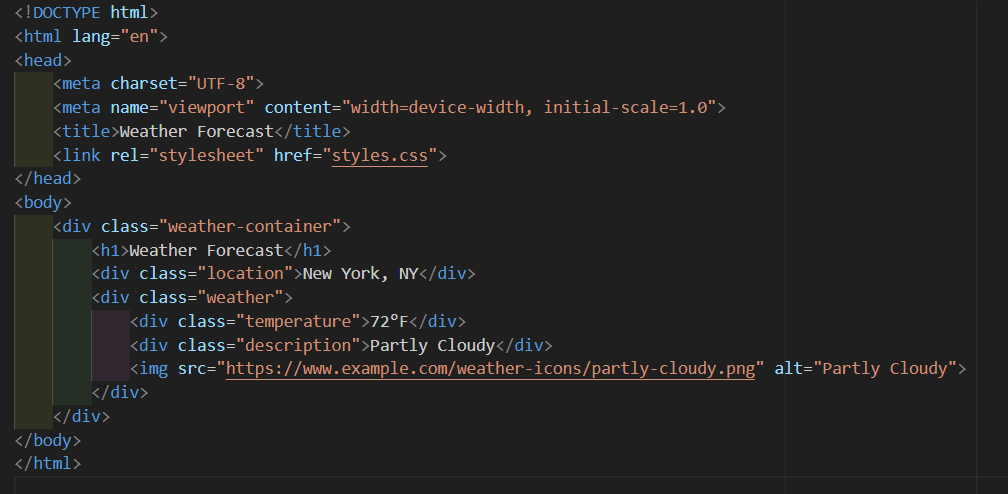 <!DOCTYPE html>
<html lang="en">
<head>
    <meta charset="UTF-8">
    <meta name="viewport" content="width=device-width, initial-scale=1.0">
    <title>Weather Forecast</title>
    <link rel="stylesheet" href="styles.css">
</head>
<body>
    <div class="weather-container">
        <h1>Weather Forecast</h1>
        <div class="location">New York, NY</div>
        <div class="weather">
            <div class="temperature">72°F</div>
            <div class="description">Partly Cloudy</div>
            <img src="https://www.example.com/weather-icons/partly-cloudy.png" alt="Partly Cloudy">
        </div>
    </div>
</body>
</html>